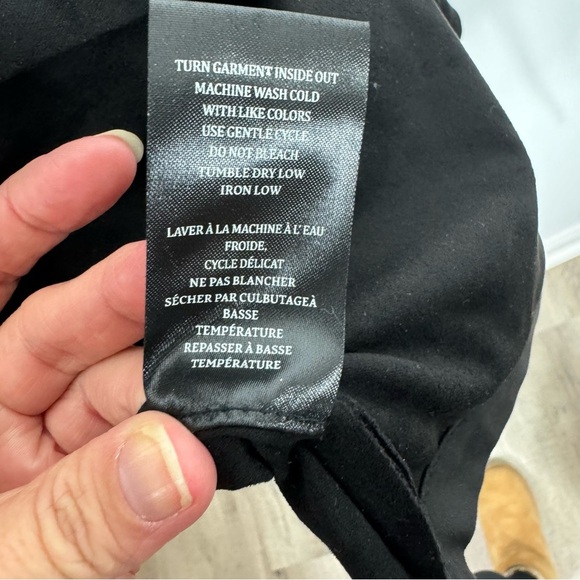 TURN GARMENT INSIDE OUT
MACHINE WASH COLD
WITH LIKE COLORS
USE GENTLE CYCLE
DO NOT BLEACH
TUMBLE DRY LOW
IRON LOW
LAVER À LA MACHINE À L'EAU
FROIDE,
CYCLE DÉLICAT
NE PAS BLANCHER
SÉCHER PAR CULBUTAGEÀ
BASSE
TEMPÉRATURE
REPASSER À BASSE
TEMPÉRATURE